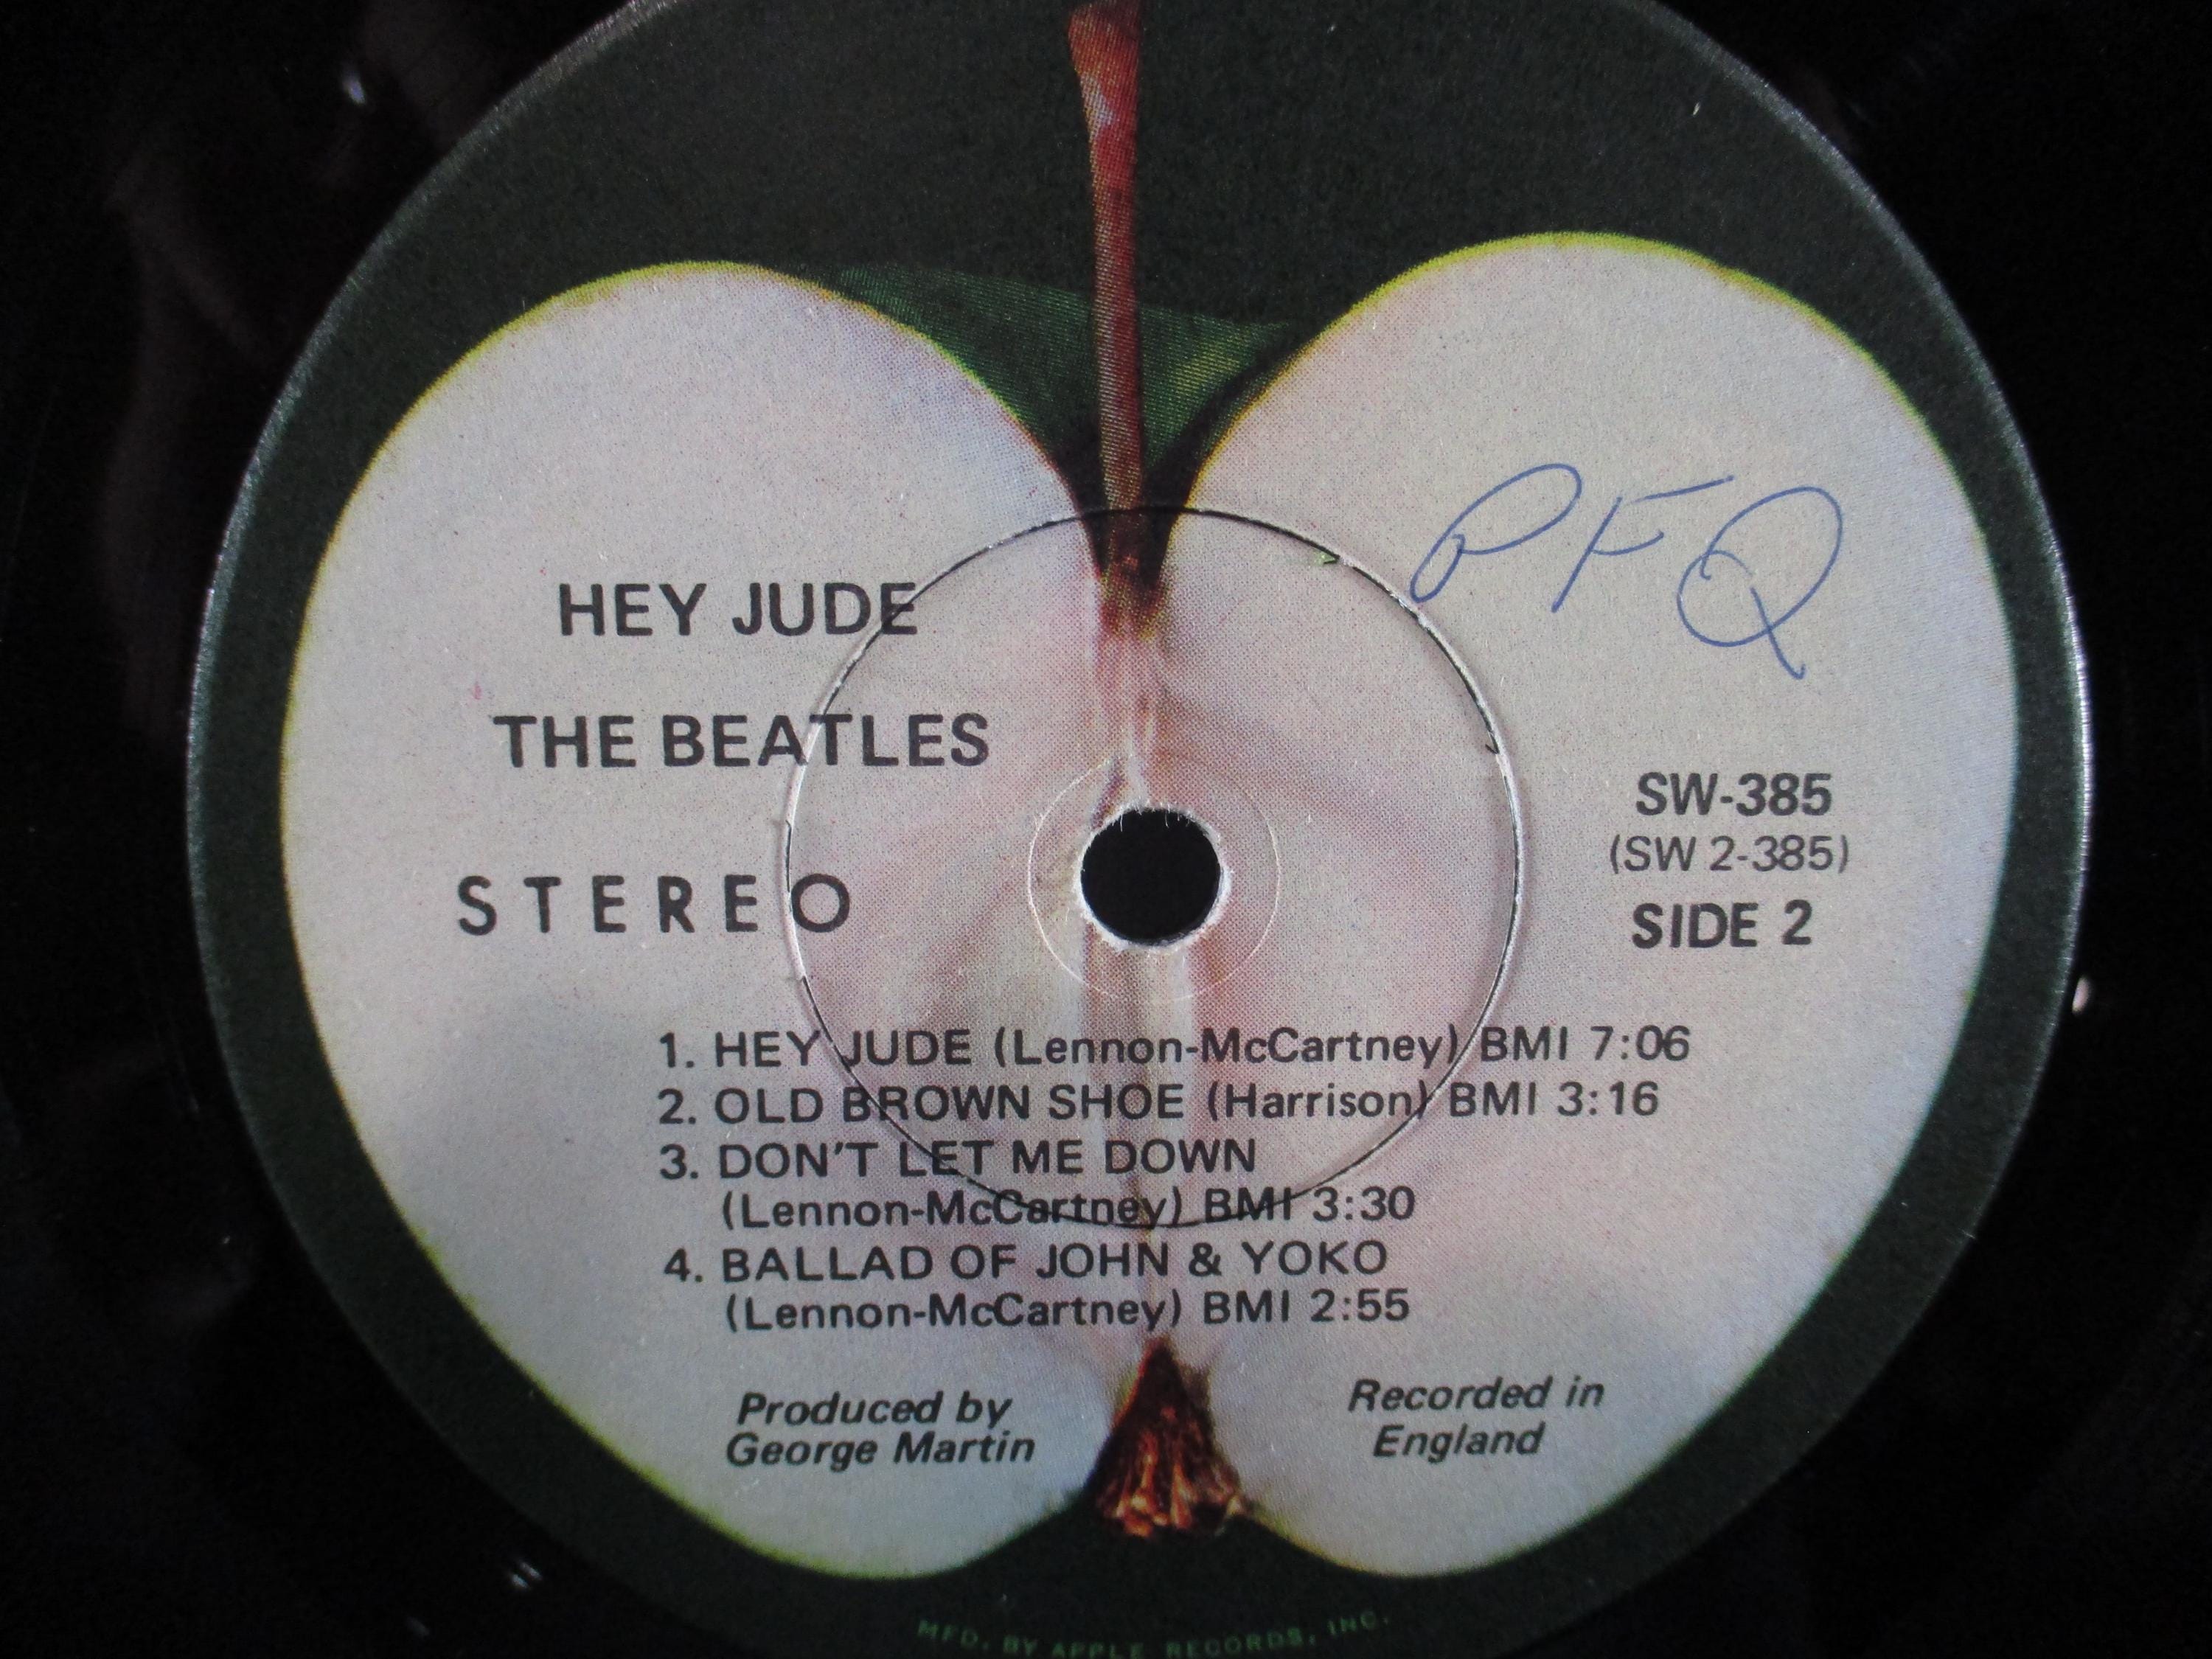 PFQ
HEY JUDE
THE BEATLES
STEREO
SW-385
(SW 2-385)
SIDE 2
1. HEY JUDE (Lennon-McCartney) BMI 7:06
2. OLD BROWN SHOE (Harrison) BMI 3:16
3. DON'T LET ME DOWN
(Lennon-McCartney) BMI 3:30
4. BALLAD OF JOHN & YOKO
(Lennon-McCartney) BMI 2:55
Produced by
George Martin
Recorded in
England
MFD. BY APPLE RECORDS, INC.